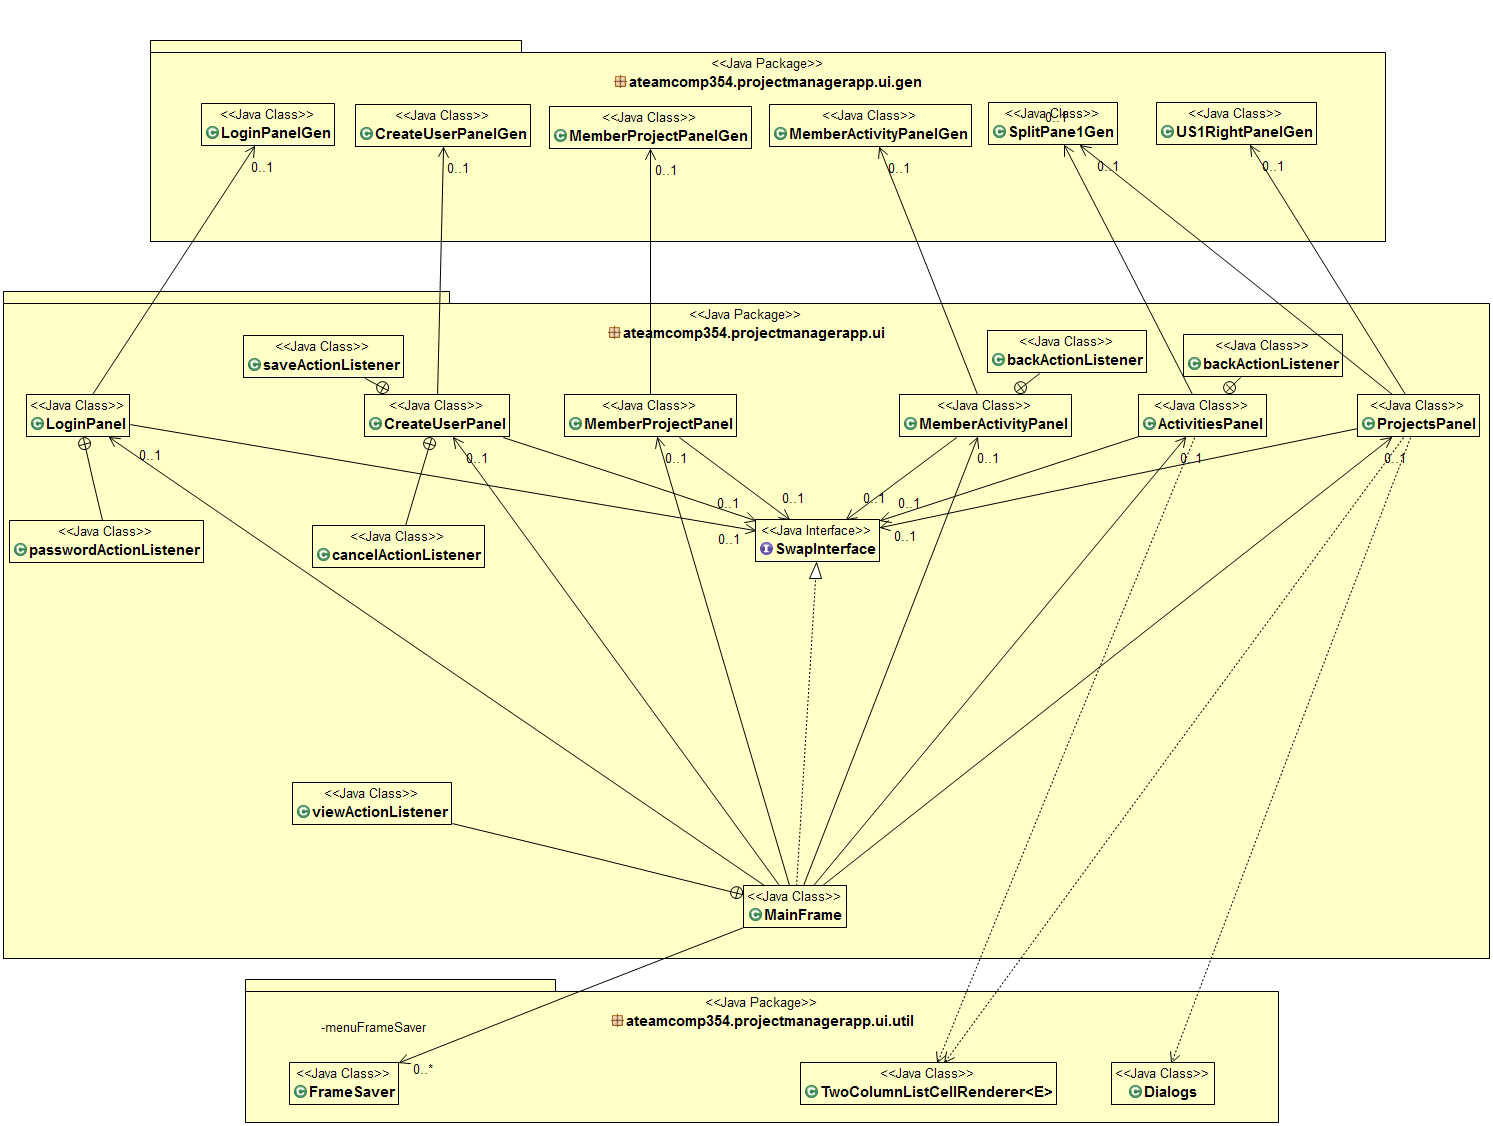 <<Java Package>>
ateamcomp354.projectmanagerapp.ui.gen
<<Java Class>>
LoginPanelGen
<<Java Class>>
CreateUserPanelGen
<<Java Class>>
MemberProjectPanelGen
<<Java Class>>
MemberActivityPanelGen
<<Java Class>>
0..1
SplitPane1Gen
<<Java Class>>
US1RightPanelGen
0..1
0..1
0..1
0..1
0..1
0..1
<<Java Package>>
ateamcomp354.projectmanagerapp.ui
<<Java Class>>
saveActionListener
<<Java Class>>
backActionListener
<<Java Class>>
backActionListener
<<Java Class>>
LoginPanel
<<Java Class>>
CreateUserPanel
<<Java Class>>
MemberProjectPanel
<<Java Class>>
MemberActivityPanel
<<Java Class>>
ActivitiesPanel
<<Java Class>>
ProjectsPanel
0..1
0..1
0..1
0..1
0..1
0..1
0..1
0..1
0..1
0..1
0..1
0..1
<<Java Class>>
passwordActionListener
<<Java Class>>
cancelActionListener
<<Java Interface>>
SwapInterface
<<Java Class>>
viewActionListener
<<Java Class>>
MainFrame
<<Java Package>>
ateamcomp354.projectmanagerapp.ui.util
-menuFrameSaver
0..*
<<Java Class>>
FrameSaver
<<Java Class>>
TwoColumnListCellRenderer<E>
<<Java Class>>
Dialogs